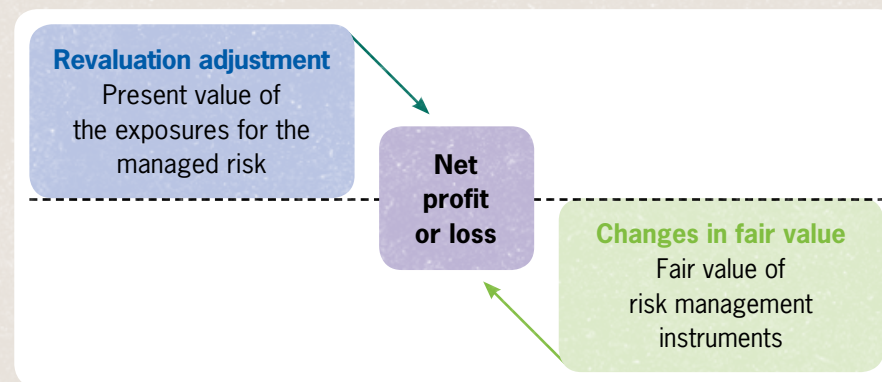 Revaluation adjustment
Present value of
the exposures for the
managed risk
Net
profit
or loss
Changes in fair value
Fair value of
risk management
instruments